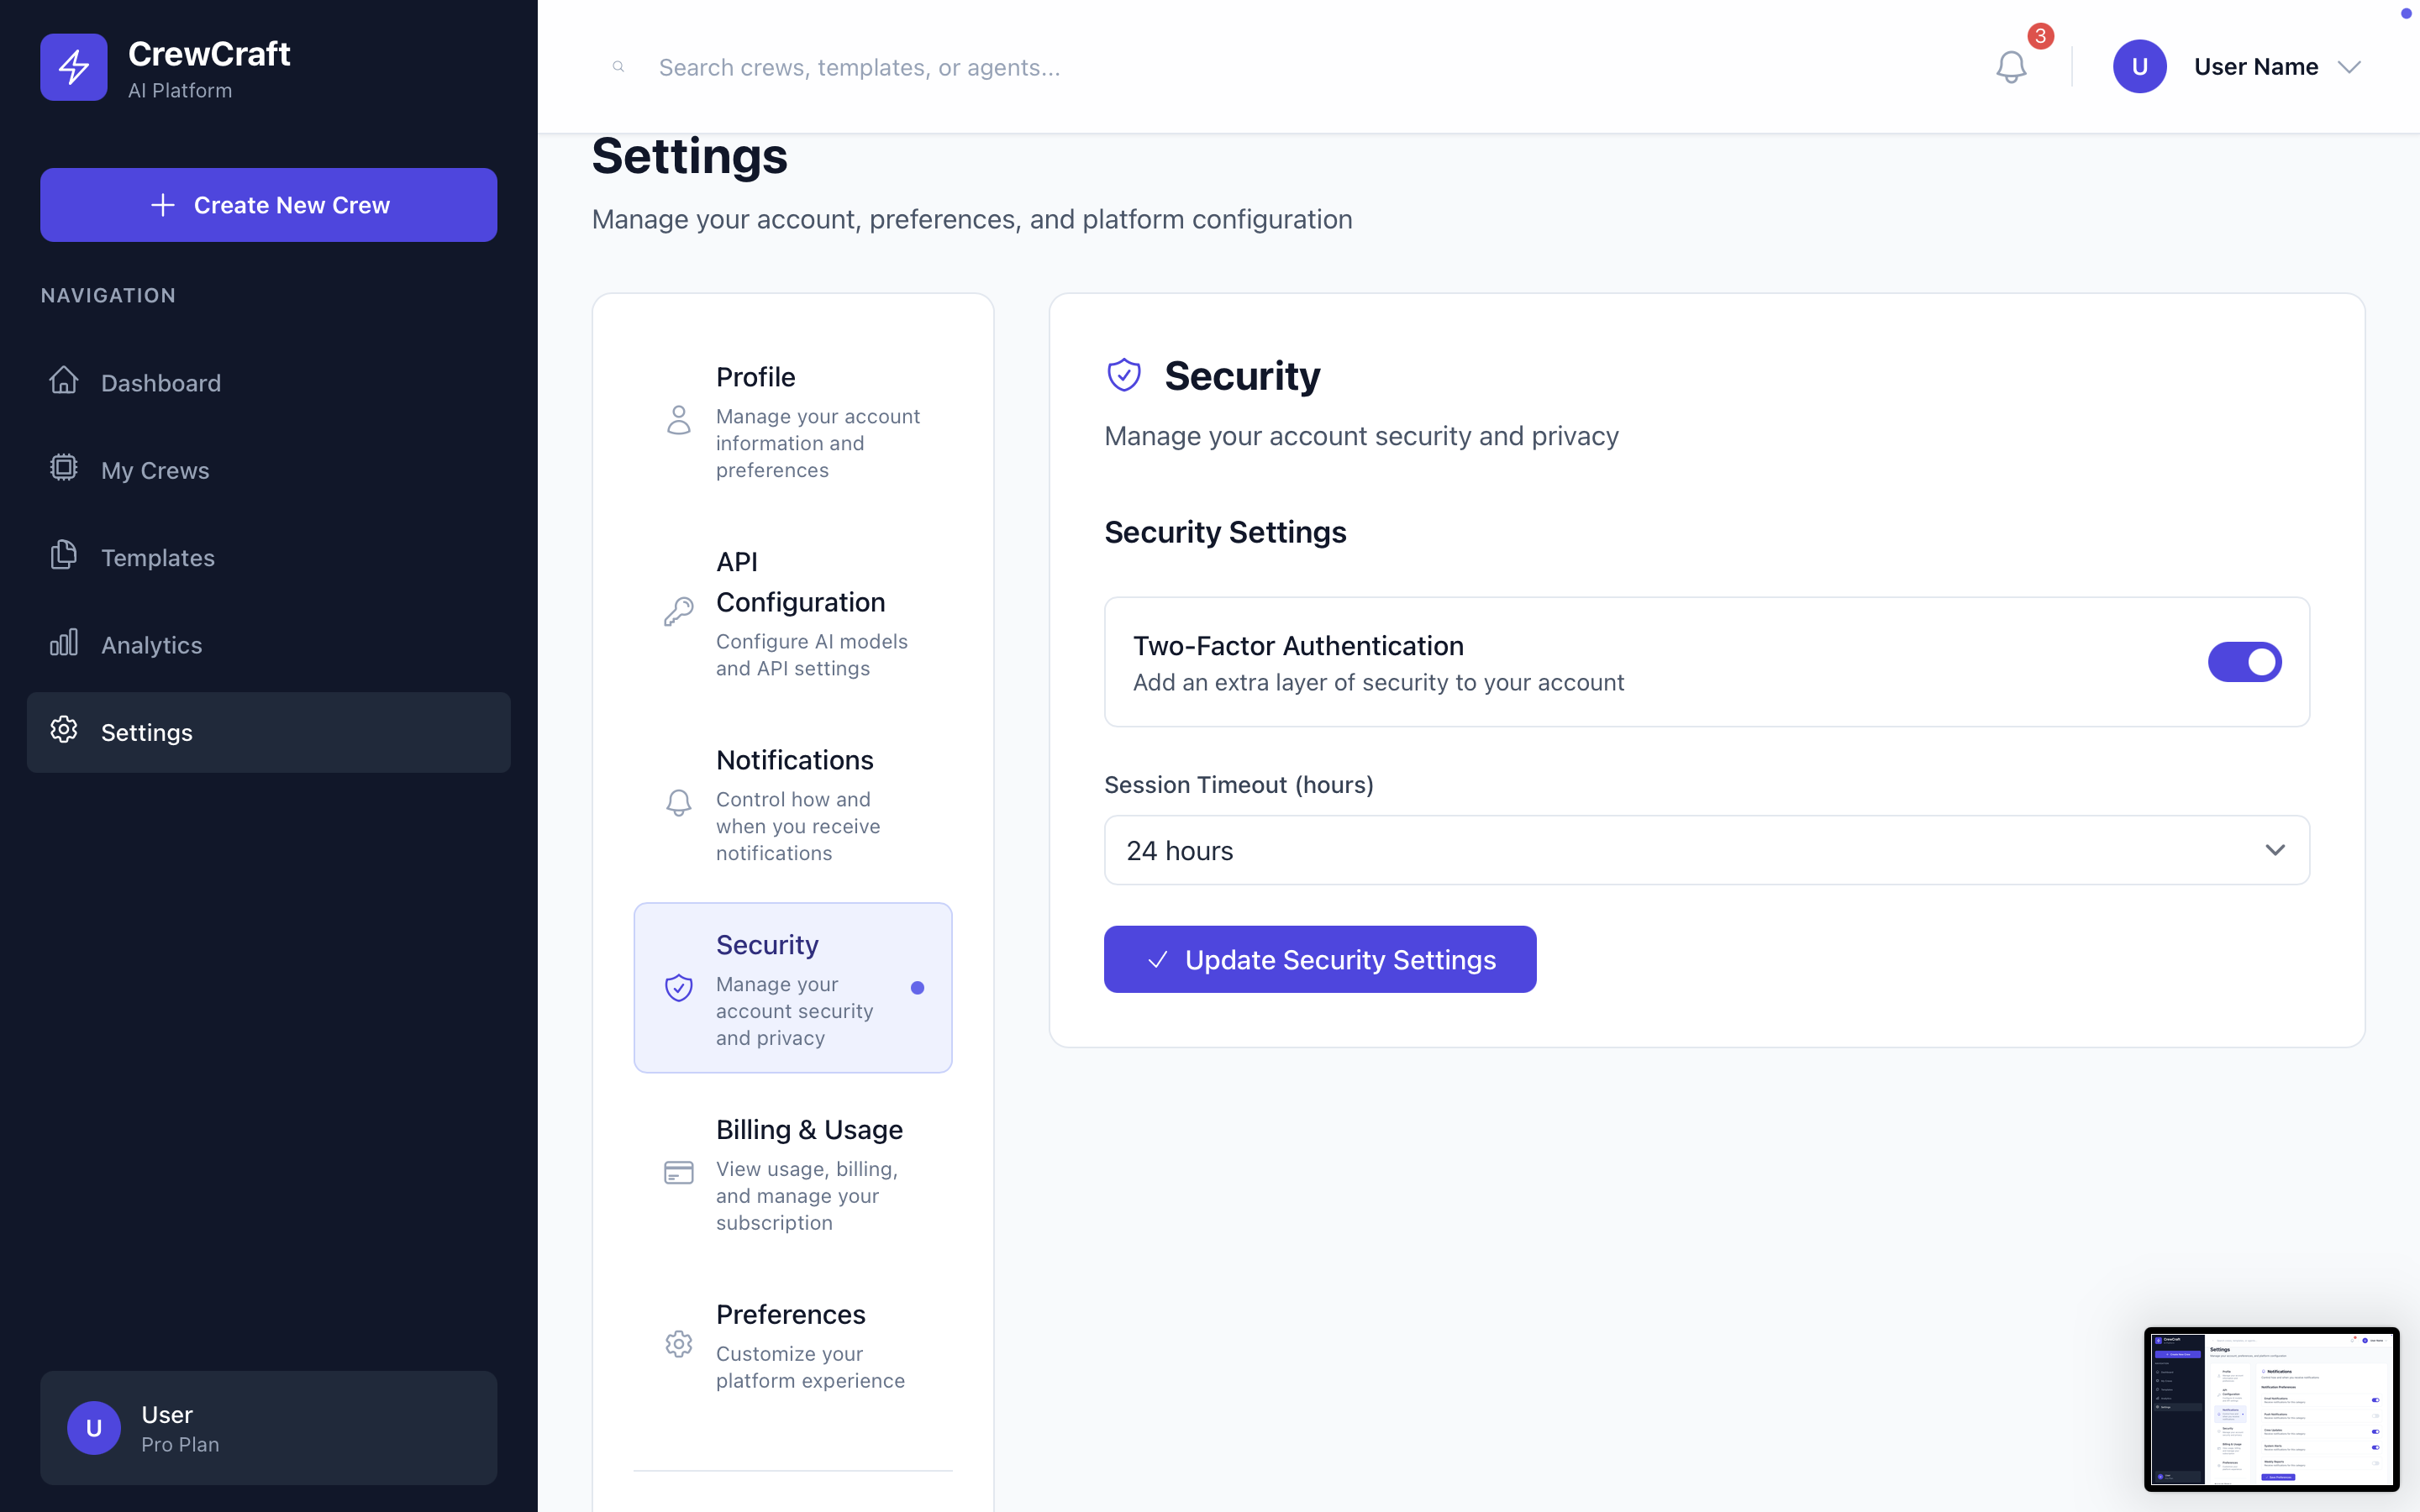 CrewCraft
AI Platform
Create New Crew
NAVIGATION
Dashboard
My Crews
Templates
Analytics
Settings
U
User
Pro Plan
Search crews, templates, or agents...
3
U
User Name
Settings
Manage your account, preferences, and platform configuration
Profile
Manage your account
information and
preferences
API
Configuration
Configure AI models
and API settings
Notifications
Control how and
when you receive
notifications
Security
Manage your
account security
and privacy
Billing & Usage
View usage, billing,
and manage your
subscription
Preferences
Customize your
platform experience
Security
Manage your account security and privacy
Security Settings
Two-Factor Authentication
Add an extra layer of security to your account
Session Timeout (hours)
24 hours
Update Security Settings
Settings
Notifications